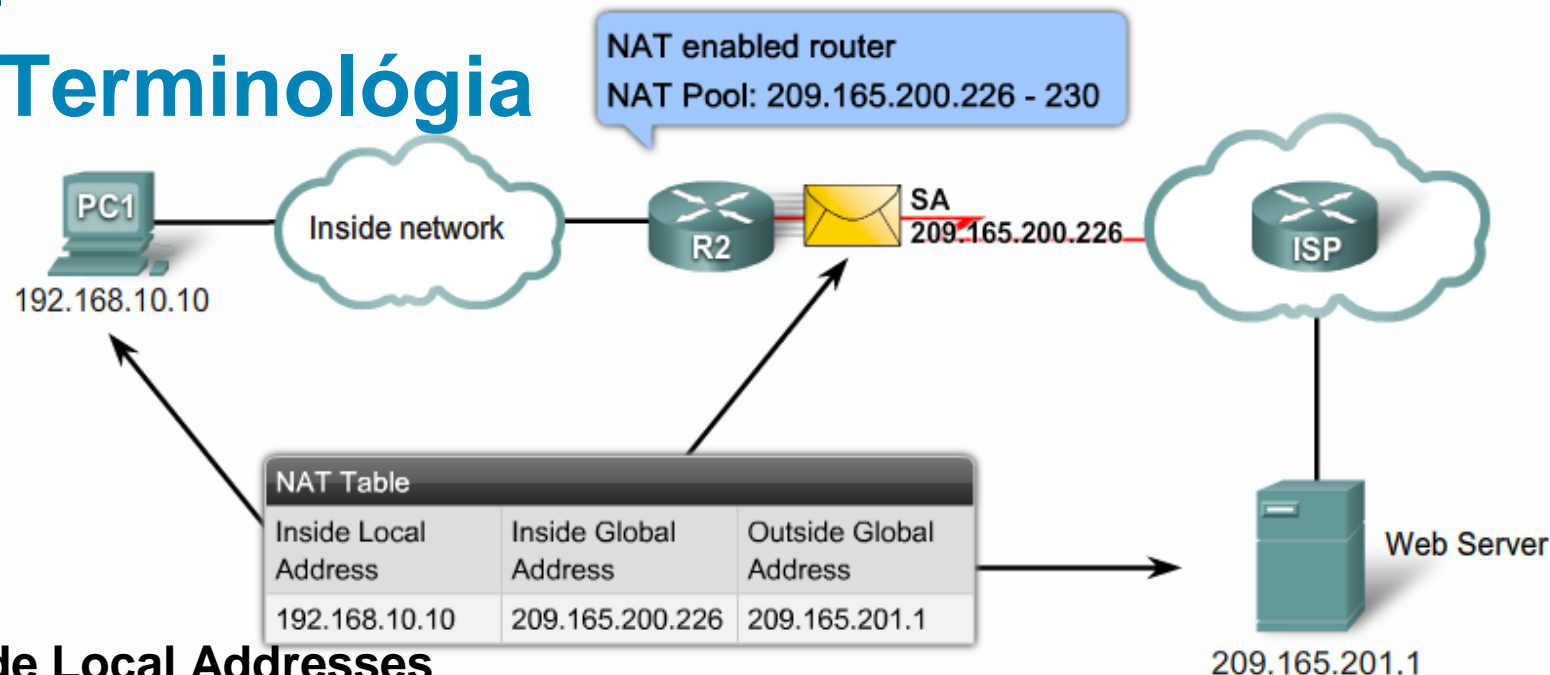 Terminológia
NAT enabled router
NAT Pool: 209.165.200.226 - 230
PC1
Inside network
R2
SA
209.165.200.226
ISP
192.168.10.10
NAT Table
Inside Local Address
Inside Global Address
Outside Global Address
192.168.10.10
209.165.200.226
209.165.201.1
Web Server
209.165.201.1
Local Addresses